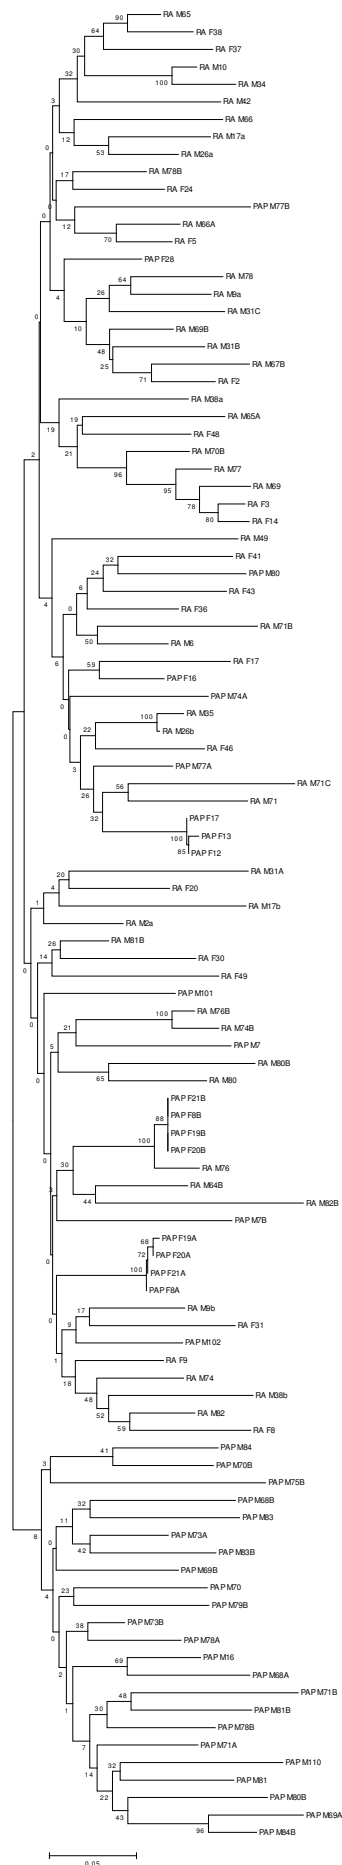 RA M65
90
RA F38
64
RA F37
30
RA M10
100
RA M34
32
RA M42
3
RA M66
12
RA M17a
53
RA M26a
0
RA M78B
17
RA F24
0
0
PAP M77B
12
RA M66A
70
RA F5
PAP F28
RA M78
64
RA M9a
26
RA M31C
4
10
RA M69B
48
RA M31B
25
RA M67B
71
RA F2
0
RA M38a
19
RA M65A
19
RA F48
21
RA M70B
96
RA M77
95
RA M69
78
RA F3
80
RA F14
2
RA M49
4
RA F41
32
PAP M80
24
RA F43
6
RA F36
0
RA M71B
50
RA M6
6
RA F17
59
PAP F16
0
PAP M74A
0
RA M35
100
RA M26b
22
RA F46
3
PAP M77A
26
RA M71C
56
RA M71
32
PAP F17
100
PAP F13
85
PAP F12
RA M31A
20
RA F20
4
RA M17b
1
RA M2a
0
RA M81B
26
RA F30
14
RA F49
0
PAP M101
RA M76B
100
RA M74B
21
PAP M7
5
RA M80B
65
RA M80
0
PAP F21B
PAP F8B
88
PAP F19B
PAP F20B
100
RA M76
30
RA M64B
44
RA M82B
3
PAP M7B
0
PAP F19A
68
PAP F20A
72
PAP F21A
100
PAP F8A
0
RA M9b
17
RA F31
9
PAP M102
1
RA F9
18
RA M74
48
RA M38b
52
RA M82
59
RA F8
PAP M84
41
PAP M70B
3
PAP M75B
8
PAP M68B
32
PAP M83
11
PAP M73A
42
PAP M83B
0
PAP M69B
4
PAP M70
23
PAP M79B
0
PAP M73B
38
PAP M78A
2
PAP M16
69
PAP M68A
1
PAP M71B
48
PAP M81B
30
PAP M78B
7
PAP M71A
14
PAP M110
32
PAP M81
22
PAP M80B
43
PAP M69A
96
PAP M84B
0.05